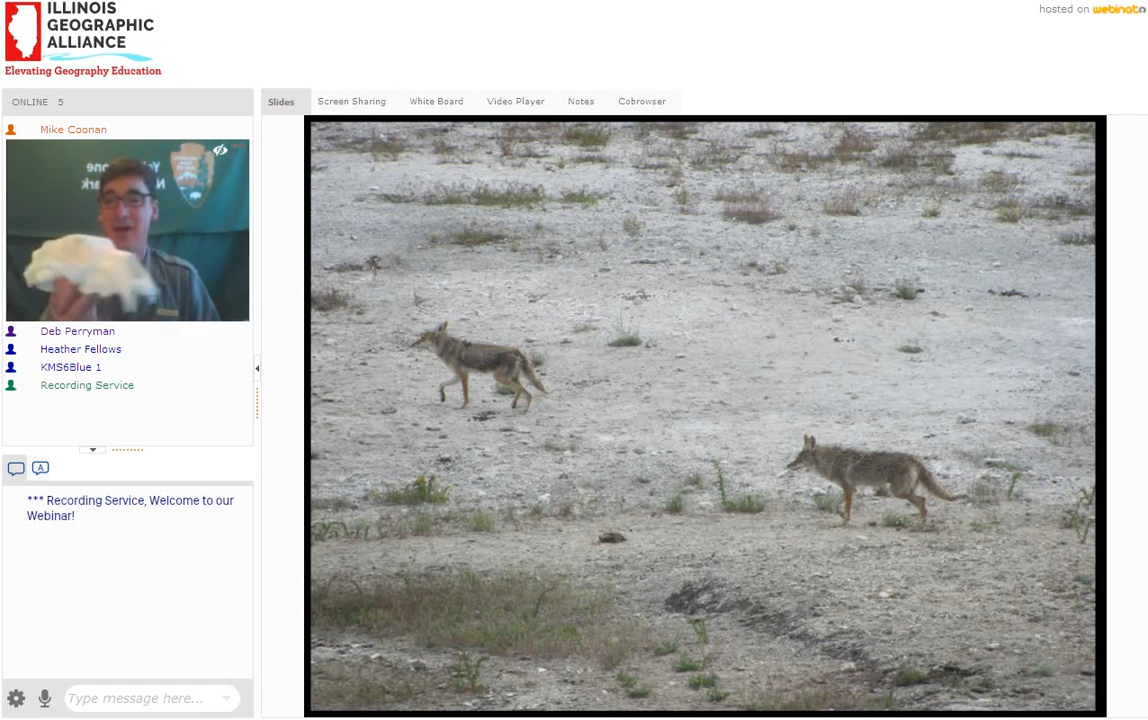 ILLINOIS
GEOGRAPHIC
ALLIANCE
Elevating Geography Education
hosted on webinato
ONLINE 5
Slides
Screen Sharing
White Board
Video Player
Notes
Cobrowser
Mike Coonan
Deb Perryman
Heather Fellows
KMS6Blue 1
Recording Service
A
*** Recording Service, Welcome to our
Webinar!
Type message here...